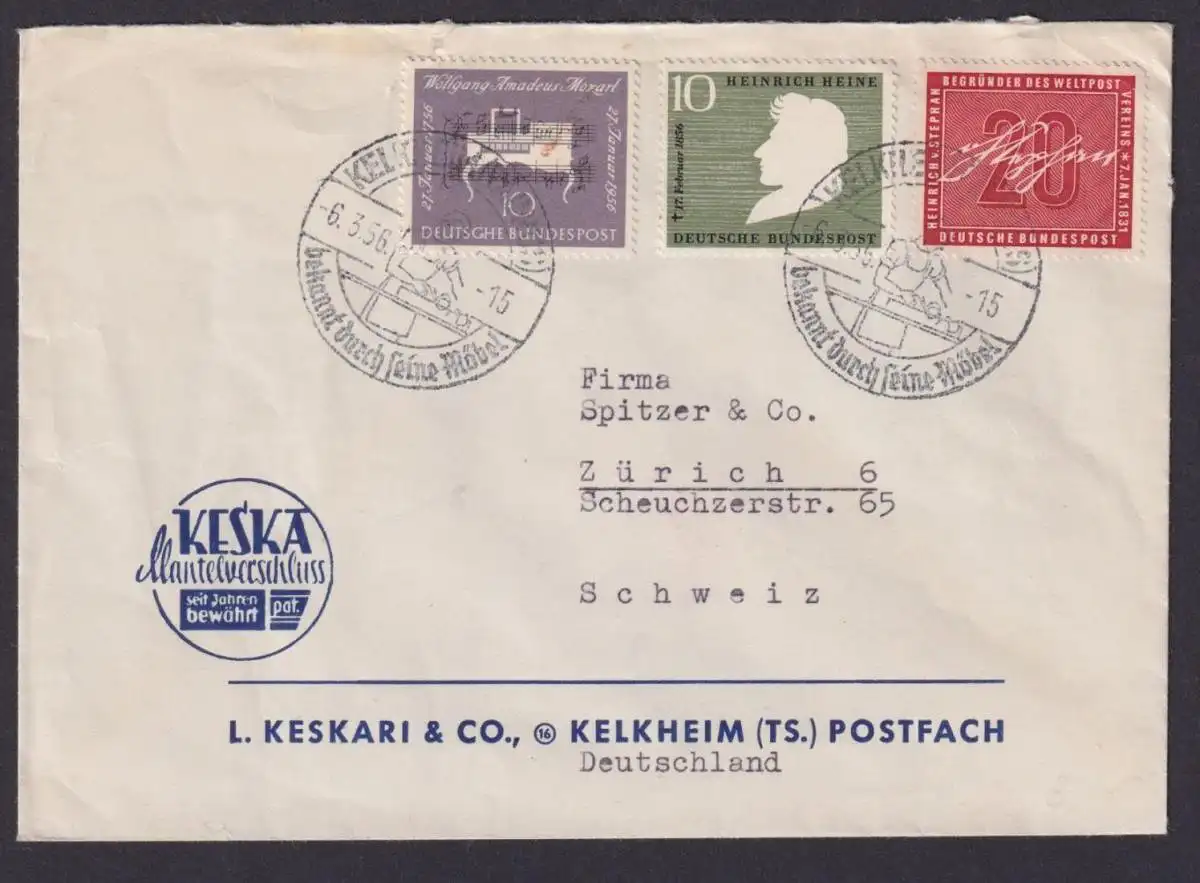 Wolfgang Amadeus Mozart
27. Januar 1756
27. Januar 1956
10
DEUTSCHE BUNDESPOST
10
HEINRICH HEINE
† 17. Februar 1856
DEUTSCHE BUNDESPOST
BEGRÜNDER DES WELTPOST
VEREINS * 7. JAN. 1831
HEINRICH v. STEPHAN
20
DEUTSCHE BUNDESPOST
-6.3.56.
-15
bekannt durch seine Möbel
-6.3.56.
-15
bekannt durch seine Möbel
Firma
Spitzer & Co.
Zürich 6
Scheuchzerstr. 65
Schweiz
KESKA
Mantelverschluss
seit Jahren
bewährt
pat.
L. KESKARI & CO., ⑯ KELKHEIM (TS.) POSTFACH
Deutschland